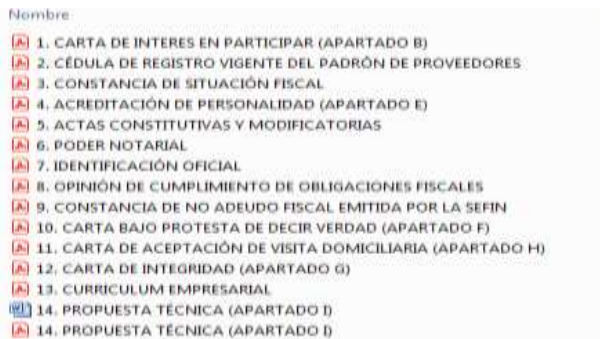 Nombre
1. CARTA DE INTERES EN PARTICIPAR (APARTADO B)
2. CÉDULA DE REGISTRO VIGENTE DEL PADRÓN DE PROVEEDORES
3. CONSTANCIA DE SITUACIÓN FISCAL
4. ACREDITACIÓN DE PERSONALIDAD (APARTADO E)
5. ACTAS CONSTITUTIVAS Y MODIFICATORIAS
6. PODER NOTARIAL
7. IDENTIFICACIÓN OFICIAL
8. OPINIÓN DE CUMPLIMIENTO DE OBLIGACIONES FISCALES
9. CONSTANCIA DE NO ADEUDO FISCAL EMITIDA POR LA SEFIN
10. CARTA BAJO PROTESTA DE DECIR VERDAD (APARTADO F)
11. CARTA DE ACEPTACIÓN DE VISITA DOMICILIARIA (APARTADO H)
12. CARTA DE INTEGRIDAD (APARTADO G)
13. CURRICULUM EMPRESARIAL
14. PROPUESTA TÉCNICA (APARTADO I)
14. PROPUESTA TÉCNICA (APARTADO I)